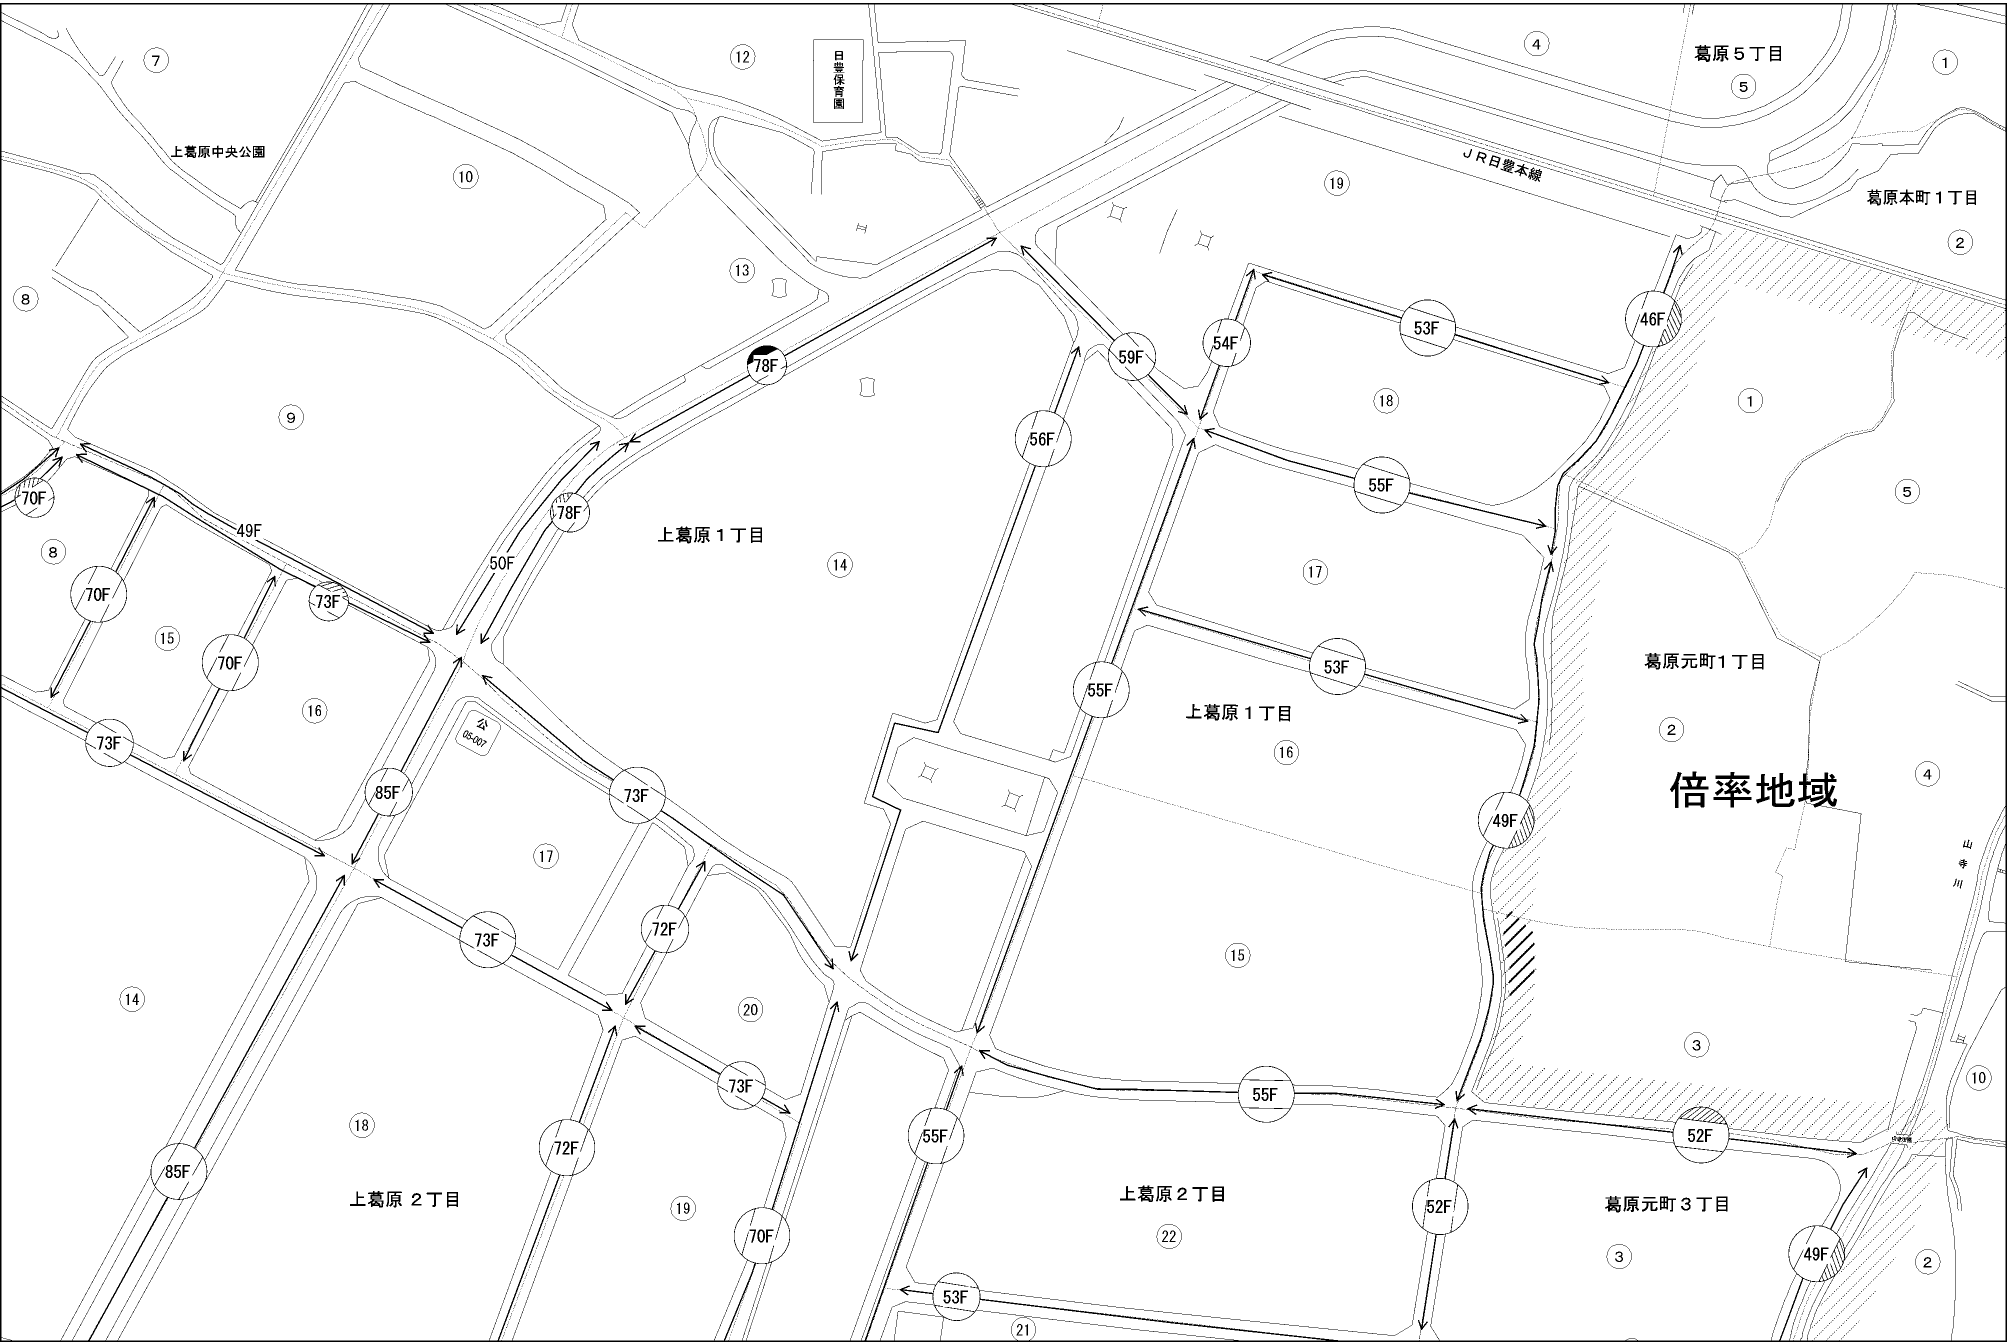 ⑦
⑫
日豊保育園
④
葛原５丁目
⑤
①
上葛原中央公園
⑩
ＪＲ日豊本線
⑲
葛原本町１丁目
②
⑧
⑬
46F
53F
54F
59F
78F
⑨
56F
⑱
①
55F
70F
49F
78F
上葛原１丁目
⑤
50F
⑧
70F
73F
⑭
⑰
⑮
70F
53F
葛原元町１丁目
55F
⑯
上葛原１丁目
公
05-007
73F
⑯
②
④
倍率地域
85F
73F
49F
山寺川
⑰
72F
73F
⑮
⑭
⑳
③
⑩
73F
55F
⑱
55F
52F
72F
85F
上葛原２丁目
上葛原２丁目
葛原元町３丁目
⑲
52F
70F
㉒
③
49F
②
53F
㉑